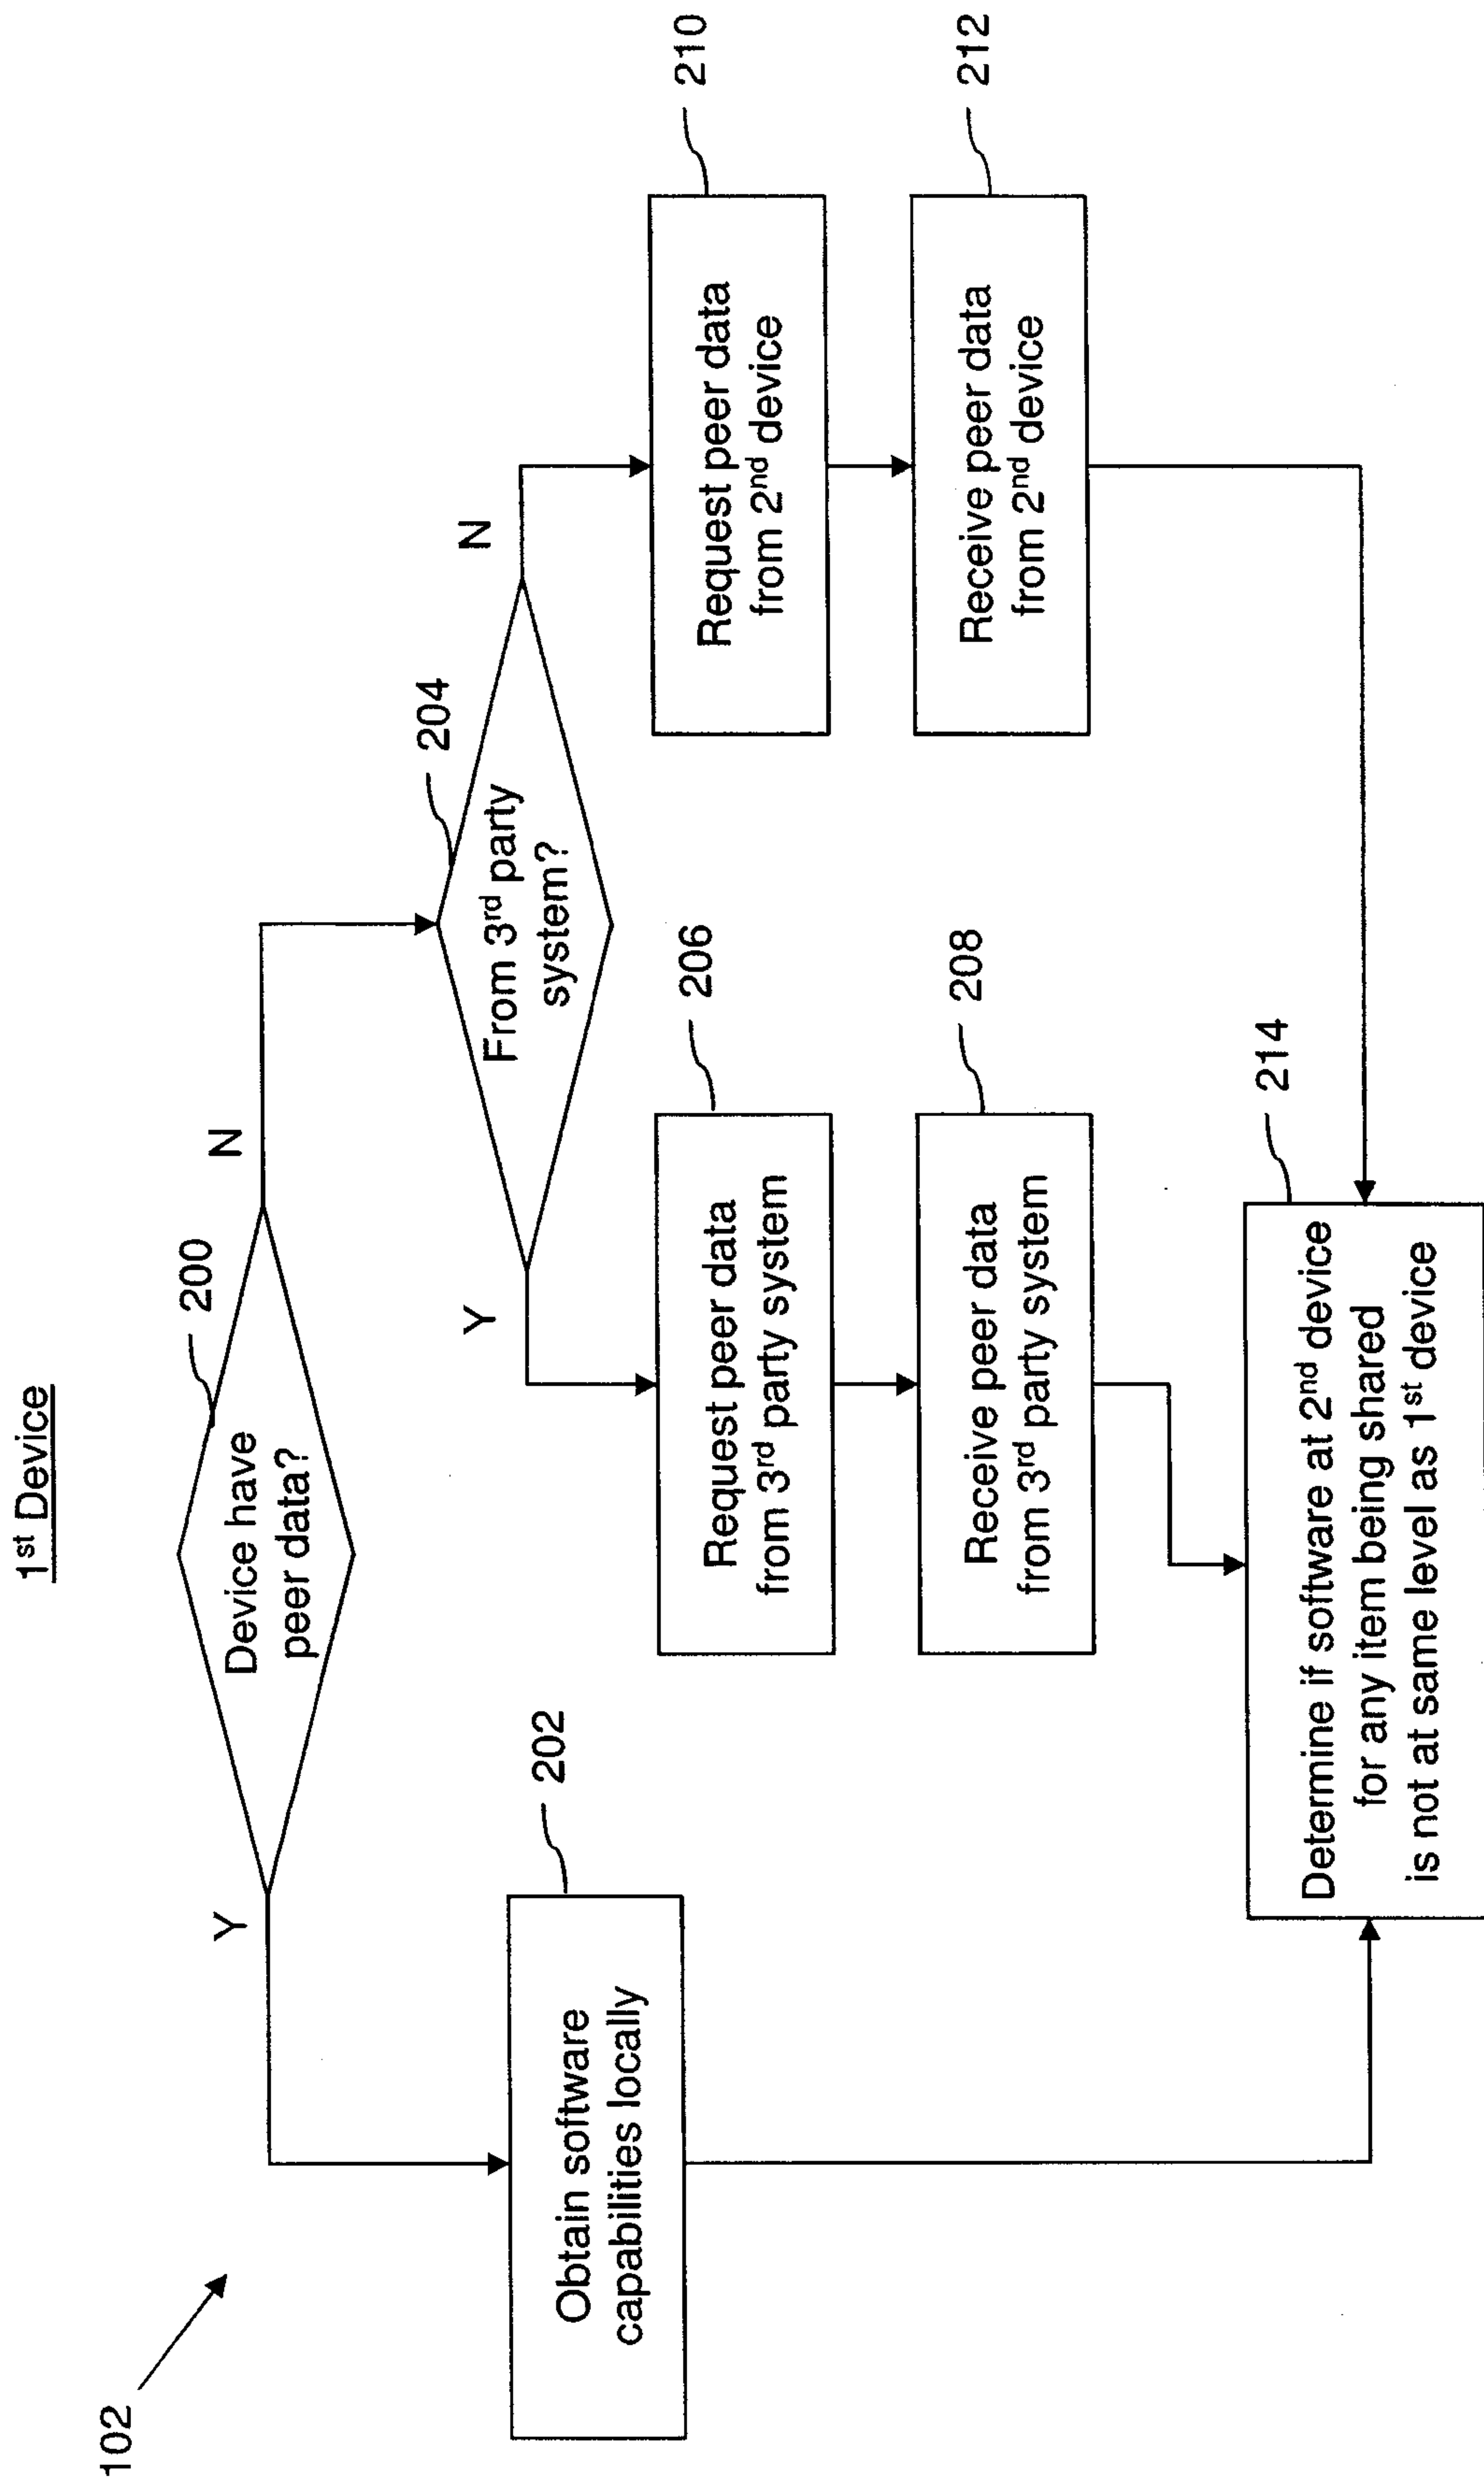 1st Device
102
200
Device have
peer data?
Y
N
202
Obtain software
capabilities locally
204
From 3rd party
system?
Y
N
206
Request peer data
from 3rd party system
208
Receive peer data
from 3rd party system
210
Request peer data
from 2nd device
212
Receive peer data
from 2nd device
214
Determine if software at 2nd device
for any item being shared
is not at same level as 1st device